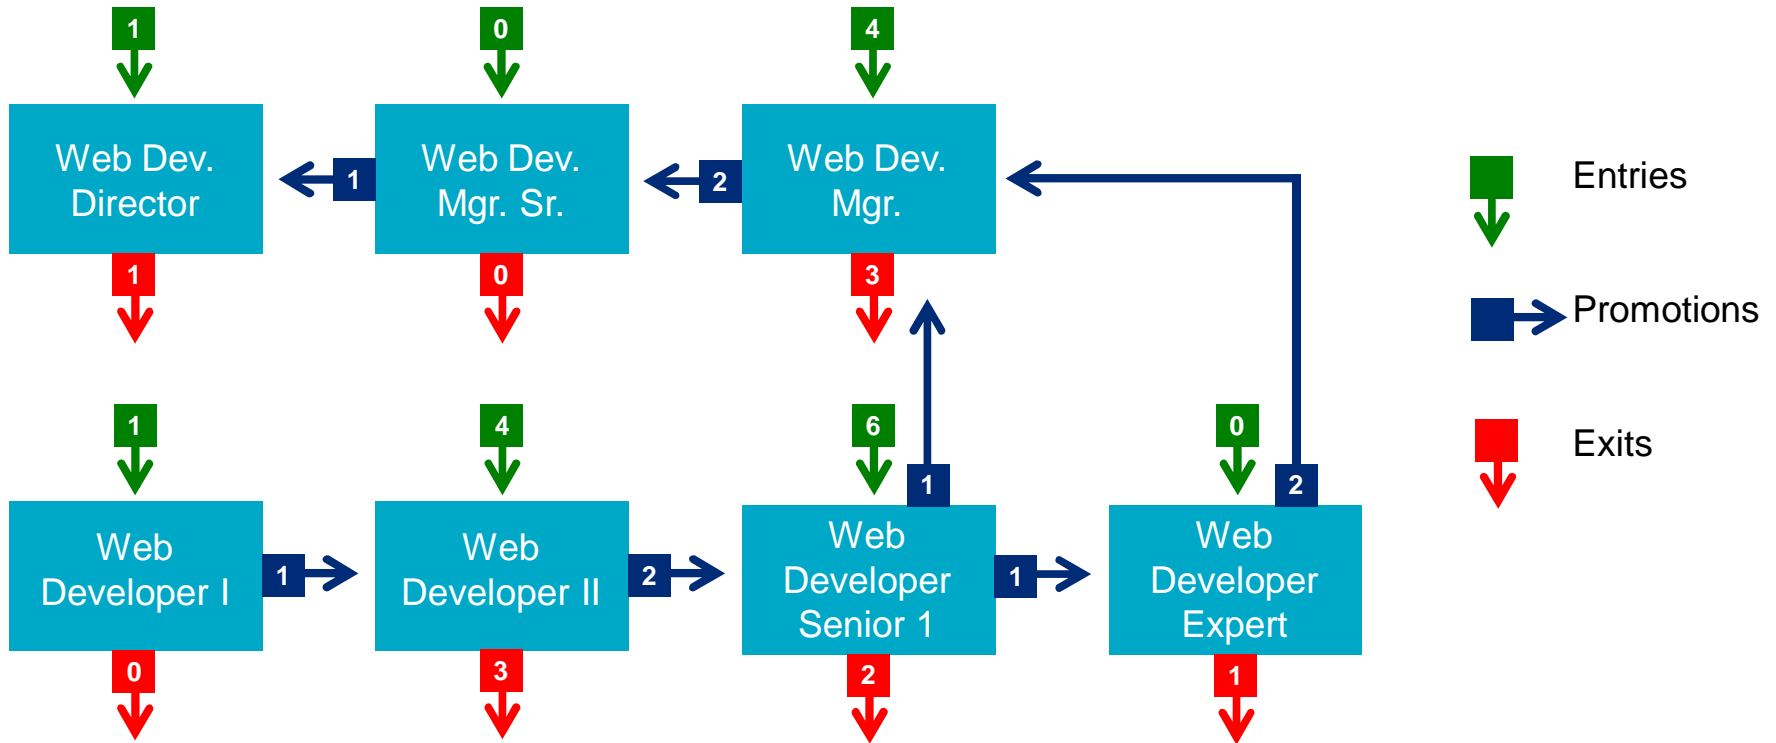 1
0
4
Web Dev.
Director
1
Web Dev.
Mgr. Sr.
2
Web Dev.
Mgr.
1
0
3
1
4
6
0
1
2
Web
Developer I
1
Web
Developer II
2
Web
Developer
Senior 1
1
Web
Developer
Expert
0
3
2
1
Entries
Promotions
Exits